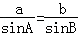 a/sinA = b/sinB